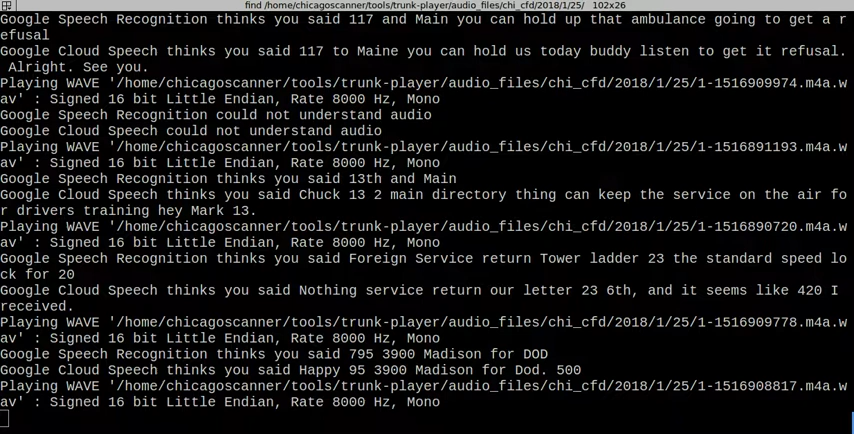 find /home/chicagoscanner/tools/trunk-player/audio_files/chi_cfd/2018/1/25/ 102x26
Google Speech Recognition thinks you said 117 and Main you can hold up that ambulance going to get a r
efusal
Google Cloud Speech thinks you said 117 to Maine you can hold us today buddy listen to get it refusal.
 Alright. See you.
Playing WAVE '/home/chicagoscanner/tools/trunk-player/audio_files/chi_cfd/2018/1/25/1-1516909974.m4a.w
av' : Signed 16 bit Little Endian, Rate 8000 Hz, Mono
Google Speech Recognition could not understand audio
Google Cloud Speech could not understand audio
Playing WAVE '/home/chicagoscanner/tools/trunk-player/audio_files/chi_cfd/2018/1/25/1-1516891193.m4a.w
av' : Signed 16 bit Little Endian, Rate 8000 Hz, Mono
Google Speech Recognition thinks you said 13th and Main
Google Cloud Speech thinks you said Chuck 13 2 main directory thing can keep the service on the air fo
r drivers training hey Mark 13.
Playing WAVE '/home/chicagoscanner/tools/trunk-player/audio_files/chi_cfd/2018/1/25/1-1516890720.m4a.w
av' : Signed 16 bit Little Endian, Rate 8000 Hz, Mono
Google Speech Recognition thinks you said Foreign Service return Tower ladder 23 the standard speed lo
ck for 20
Google Cloud Speech thinks you said Nothing service return our letter 23 6th, and it seems like 420 I
received.
Playing WAVE '/home/chicagoscanner/tools/trunk-player/audio_files/chi_cfd/2018/1/25/1-1516909778.m4a.w
av' : Signed 16 bit Little Endian, Rate 8000 Hz, Mono
Google Speech Recognition thinks you said 795 3900 Madison for DOD
Google Cloud Speech thinks you said Happy 95 3900 Madison for Dod. 500
Playing WAVE '/home/chicagoscanner/tools/trunk-player/audio_files/chi_cfd/2018/1/25/1-1516908817.m4a.w
av' : Signed 16 bit Little Endian, Rate 8000 Hz, Mono